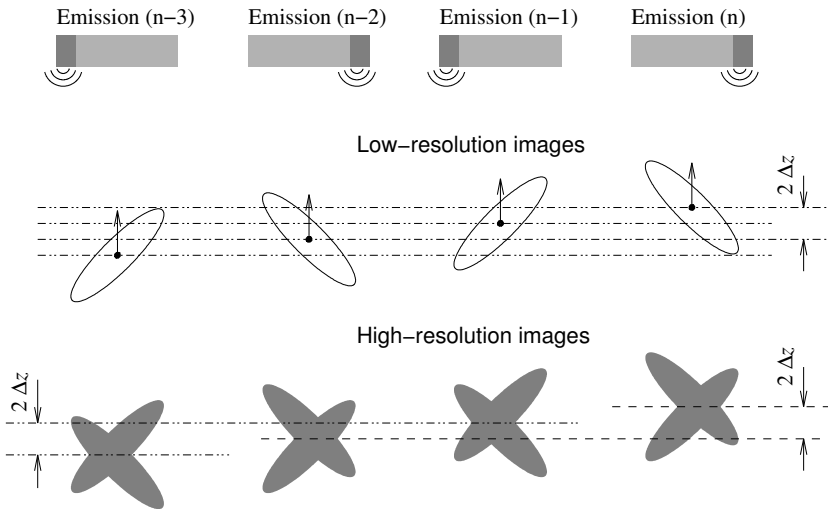 Emission (n−3) Emission (n−2) Emission (n−1) Emission (n)
Low−resolution images
2 Δz
High−resolution images
2 Δz
2 Δz